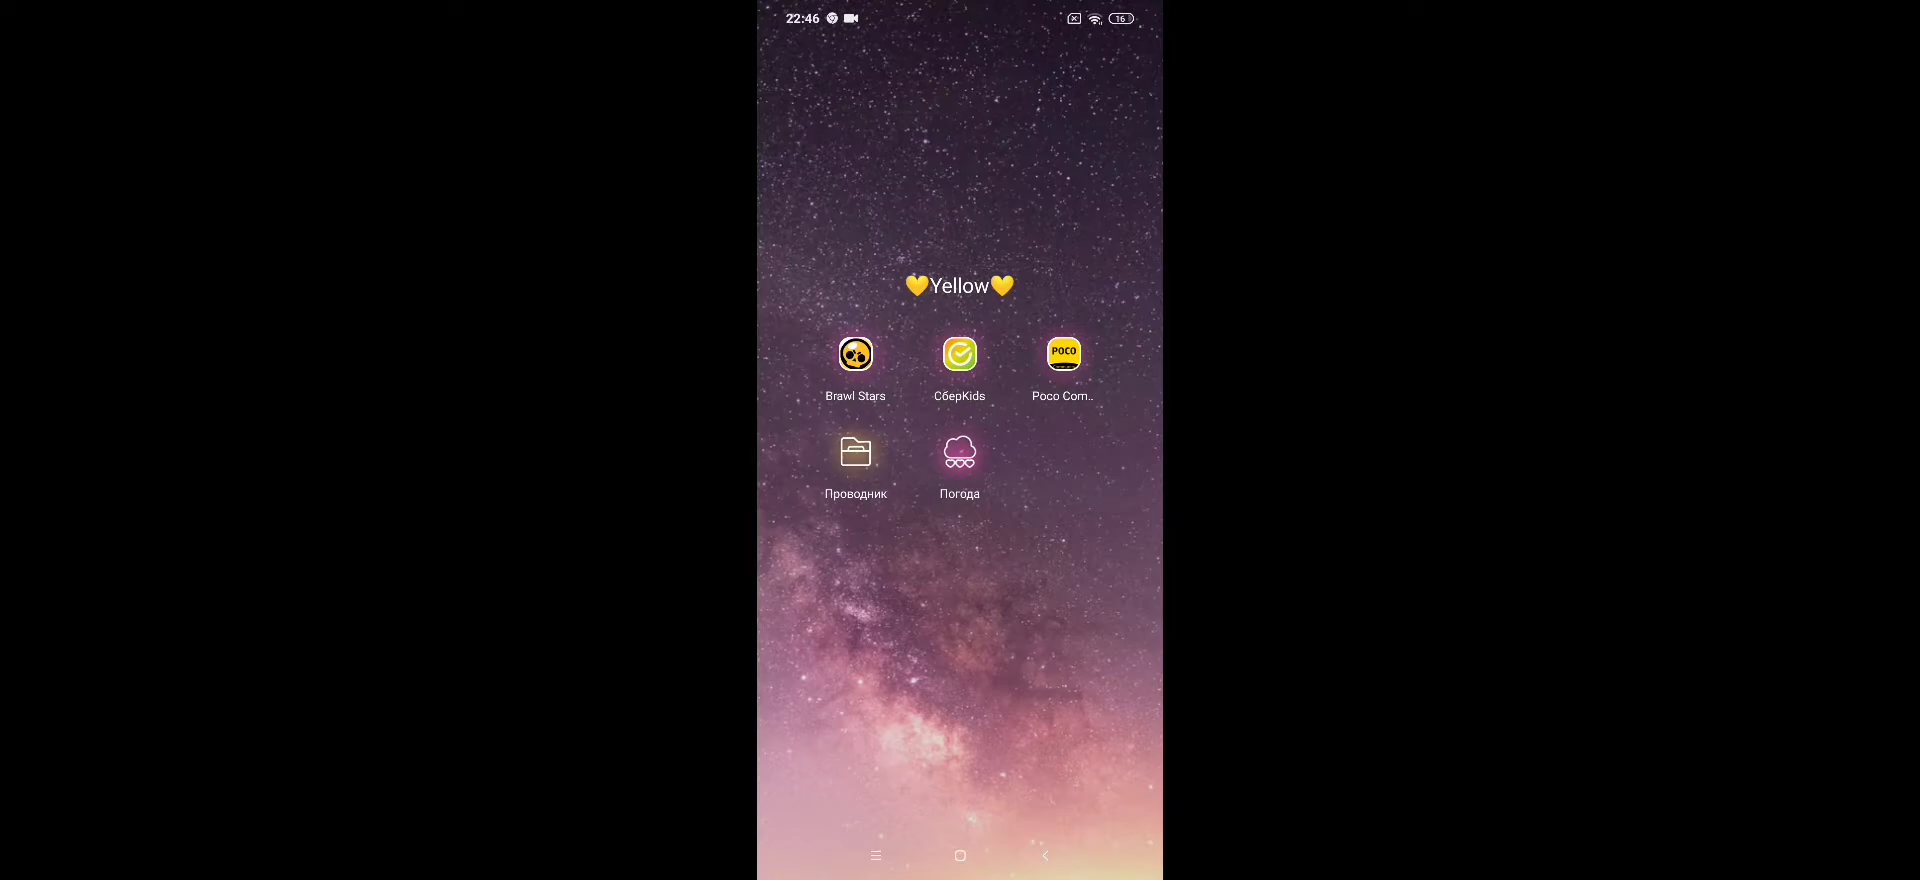 22:46
16
💛Yellow💛
POCO
Brawl Stars
СберKids
Poco Com..
Проводник
Погода